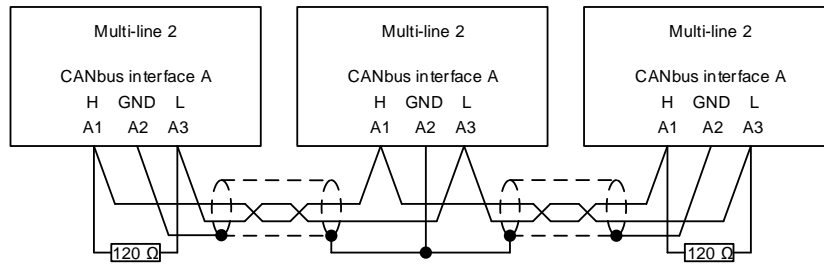 Multi-line 2 Multi-line 2 Multi-line 2
CANbus interface A CANbus interface A CANbus interface A
H GND L H GND L H GND L
A1 A2 A3 A1 A2 A3 A1 A2 A3
120 Ω 120 Ω